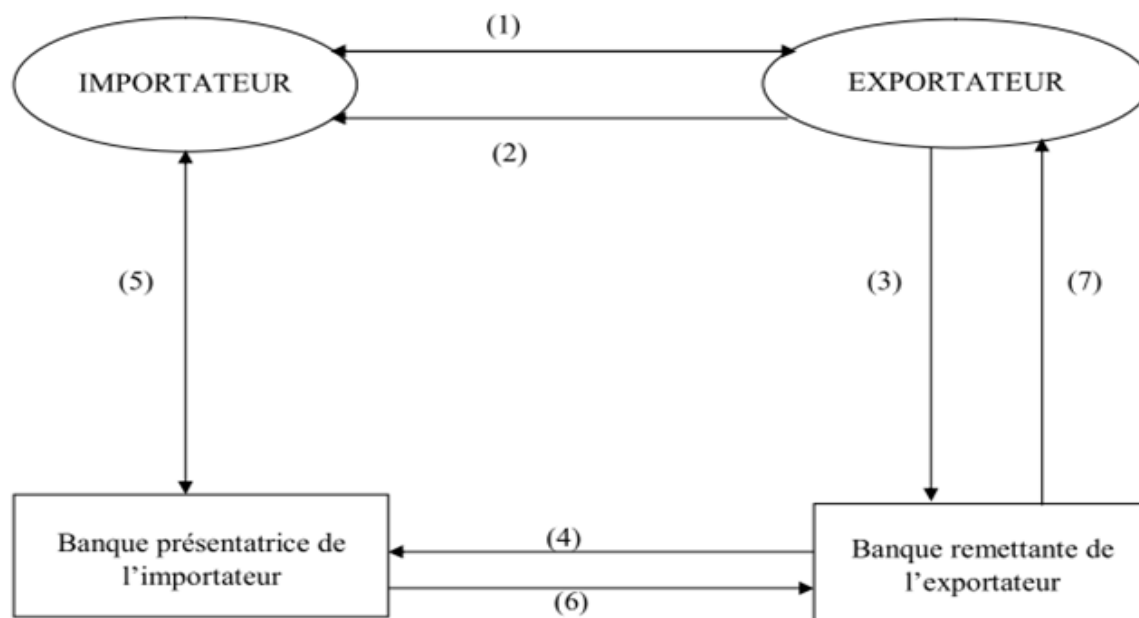 (1)
IMPORTATEUR
EXPORTATEUR
(2)
(5)
(3)
(7)
Banque présentatrice de
l’importateur
(4)
(6)
Banque remettante de
l’exportateur